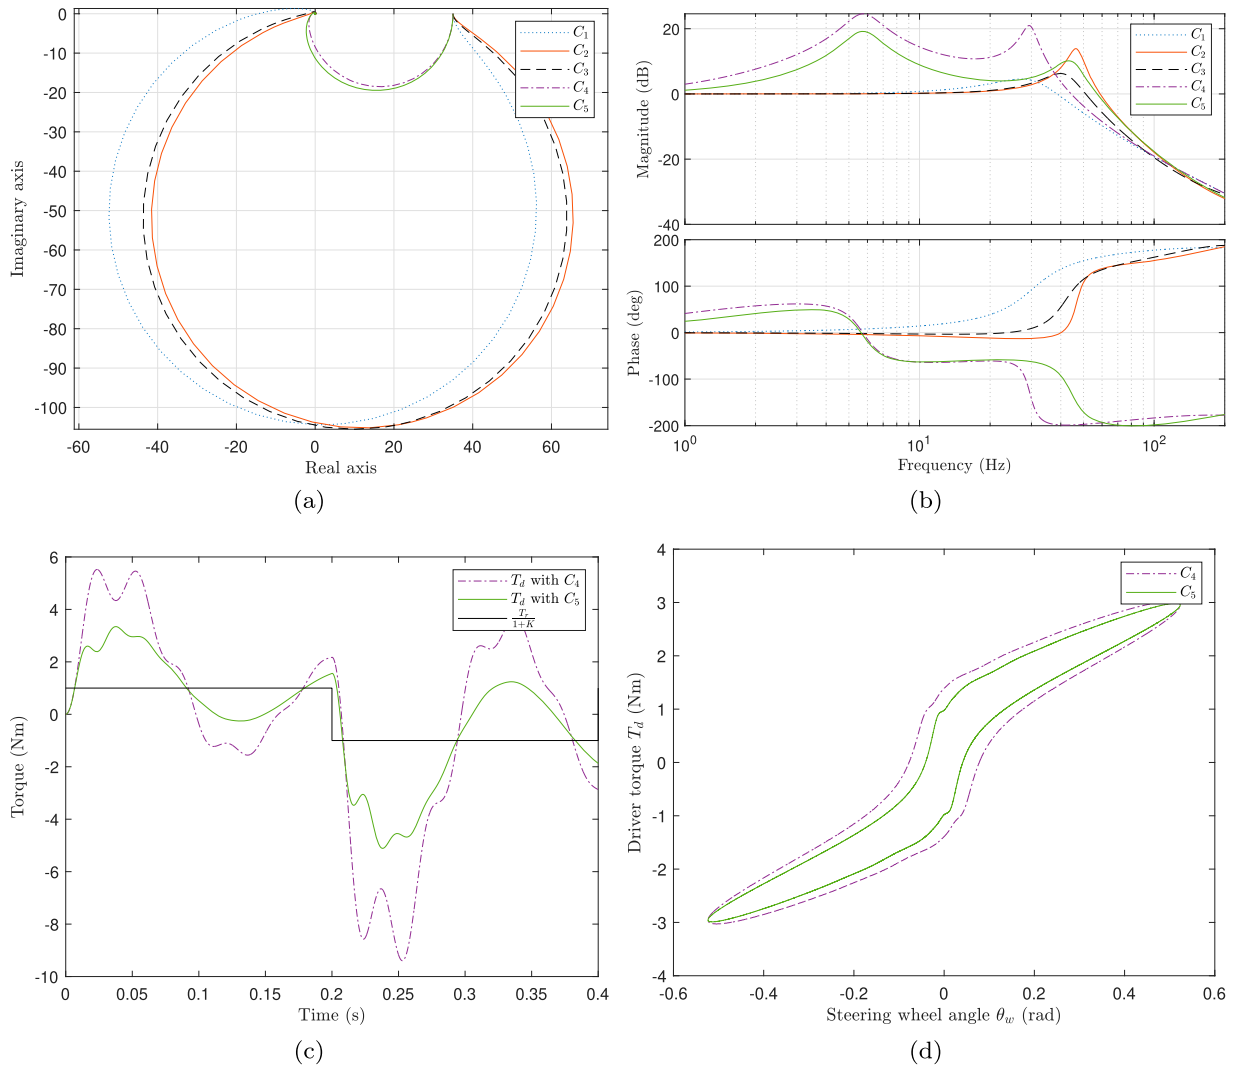 0
-10
-20
-30
-40
-50
-60
-70
-80
-90
-100
-60
-40
-20
0
20
40
60
Imaginary axis
Real axis
C1
C2
C3
C4
C5
(a)
20
0
-20
-40
Magnitude (dB)
C1
C2
C3
C4
C5
200
100
0
-100
-200
Phase (deg)
10^0
10^1
10^2
Frequency (Hz)
(b)
6
4
2
0
-2
-4
-6
-8
-10
Torque (Nm)
0
0.05
0.1
0.15
0.2
0.25
0.3
0.35
0.4
Time (s)
T_d with C4
T_d with C5
T_r/1+K
(c)
4
3
2
1
0
-1
-2
-3
-4
Driver torque T_d (Nm)
-0.6
-0.4
-0.2
0
0.2
0.4
0.6
Steering wheel angle θ_w (rad)
C4
C5
(d)